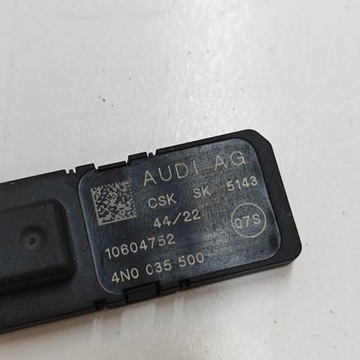 AUDI AG
CSK SK 5143
44/22
07S
10604752
4N0 035 500